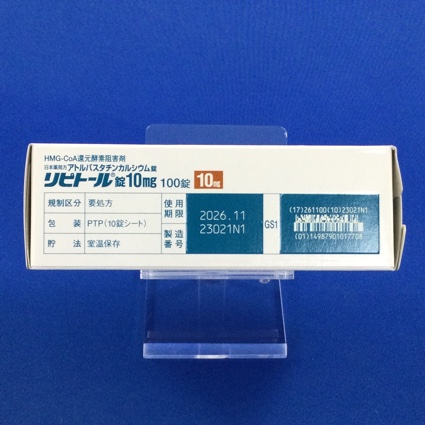 HMG-CoA還元酵素阻害剤
日本薬局方 アトルバスタチンカルシウム錠
リピトール®錠10mg 100錠 10mg
規制区分 要処方
包装 PTP(10錠シート)
貯法 室温保存
使用期限 2026.11
製造番号 23021N1
GS1
(17)261100(10)23021N1
(01)14987901017708